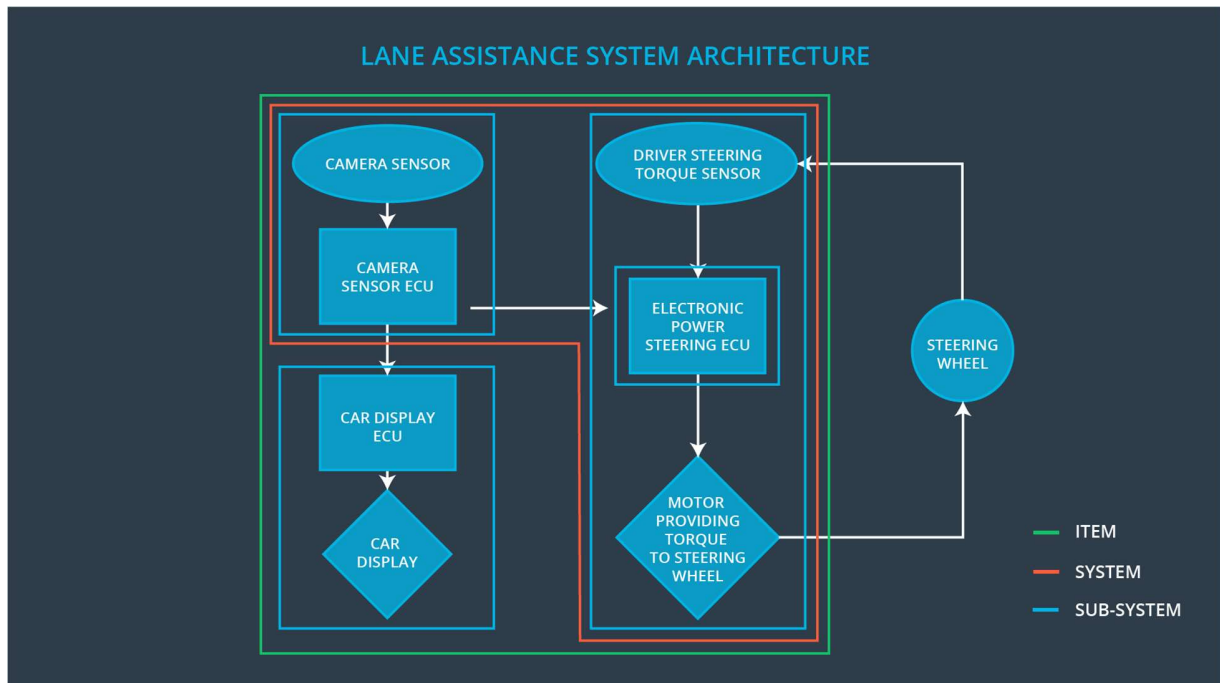 LANE ASSISTANCE SYSTEM ARCHITECTURE
CAMERA SENSOR
CAMERA
SENSOR ECU
CAR DISPLAY
ECU
CAR
DISPLAY
DRIVER STEERING
TORQUE SENSOR
ELECTRONIC
POWER
STEERING ECU
MOTOR
PROVIDING
TORQUE
TO STEERING
WHEEL
STEERING
WHEEL
ITEM
SYSTEM
SUB-SYSTEM